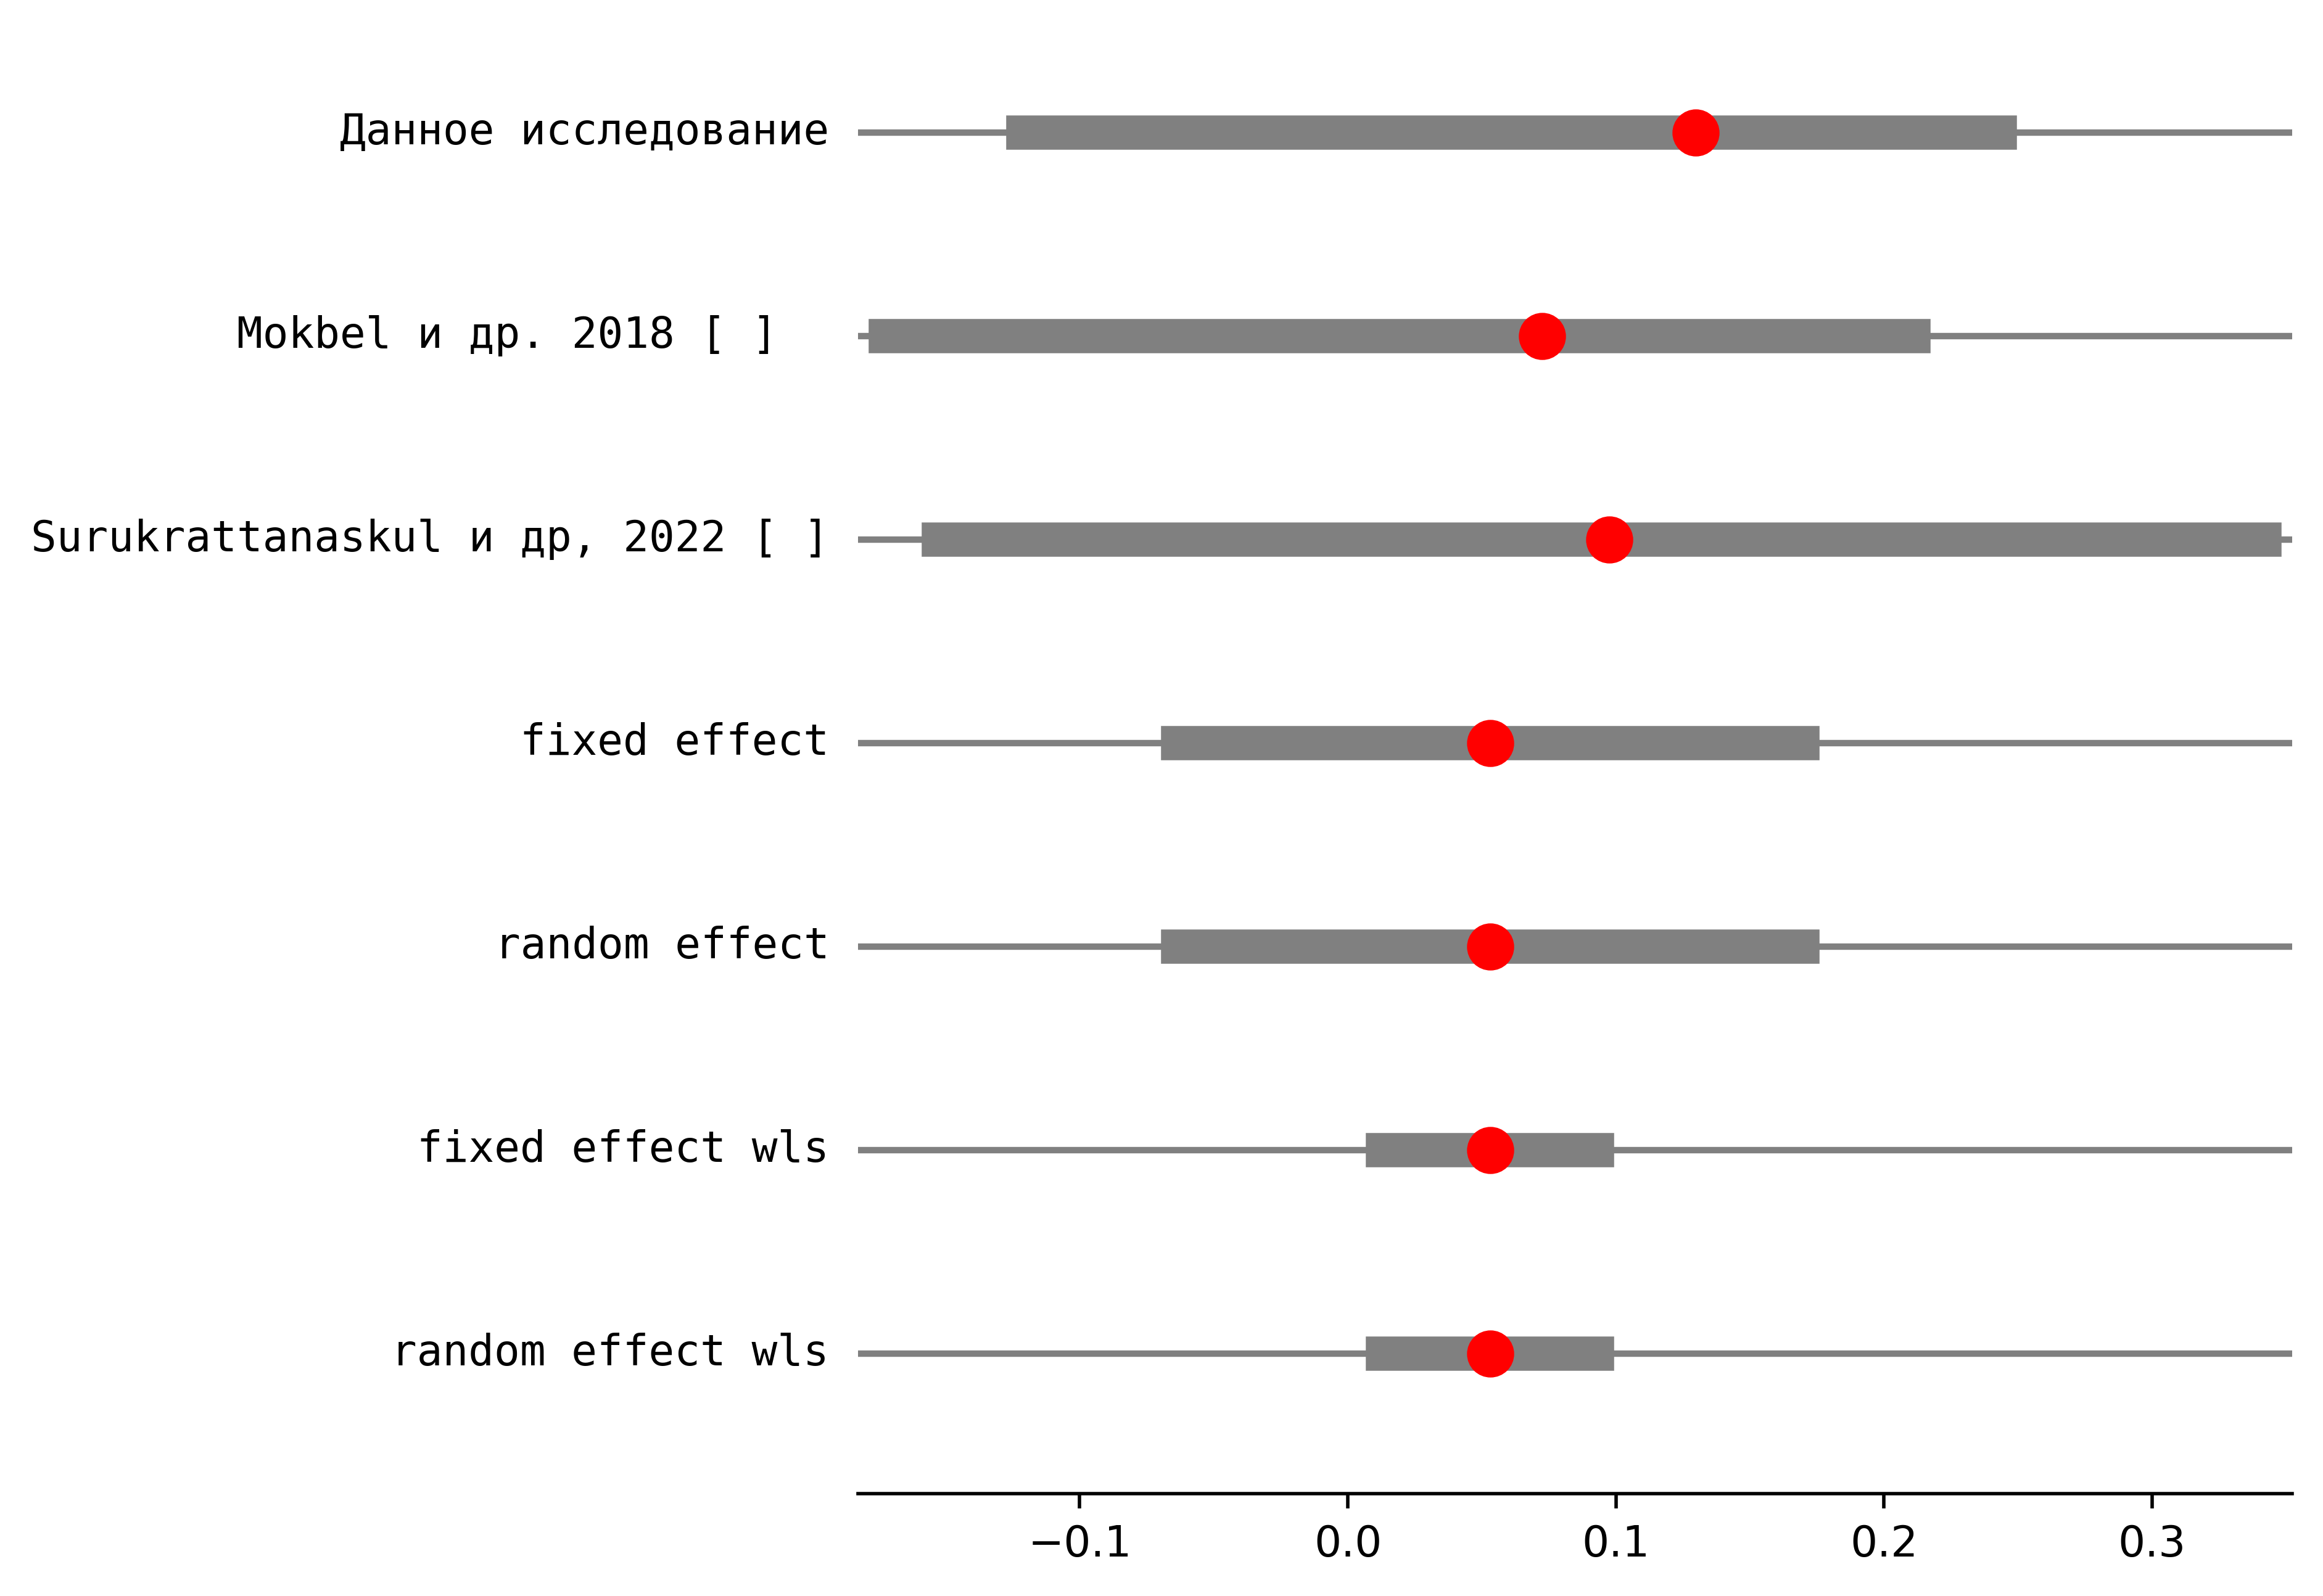 Данное исследование
Mokbel и др. 2018 [ ]
Surukrattanaskul и др, 2022 [ ]
fixed effect
random effect
fixed effect wls
random effect wls
−0.1 0.0 0.1 0.2 0.3